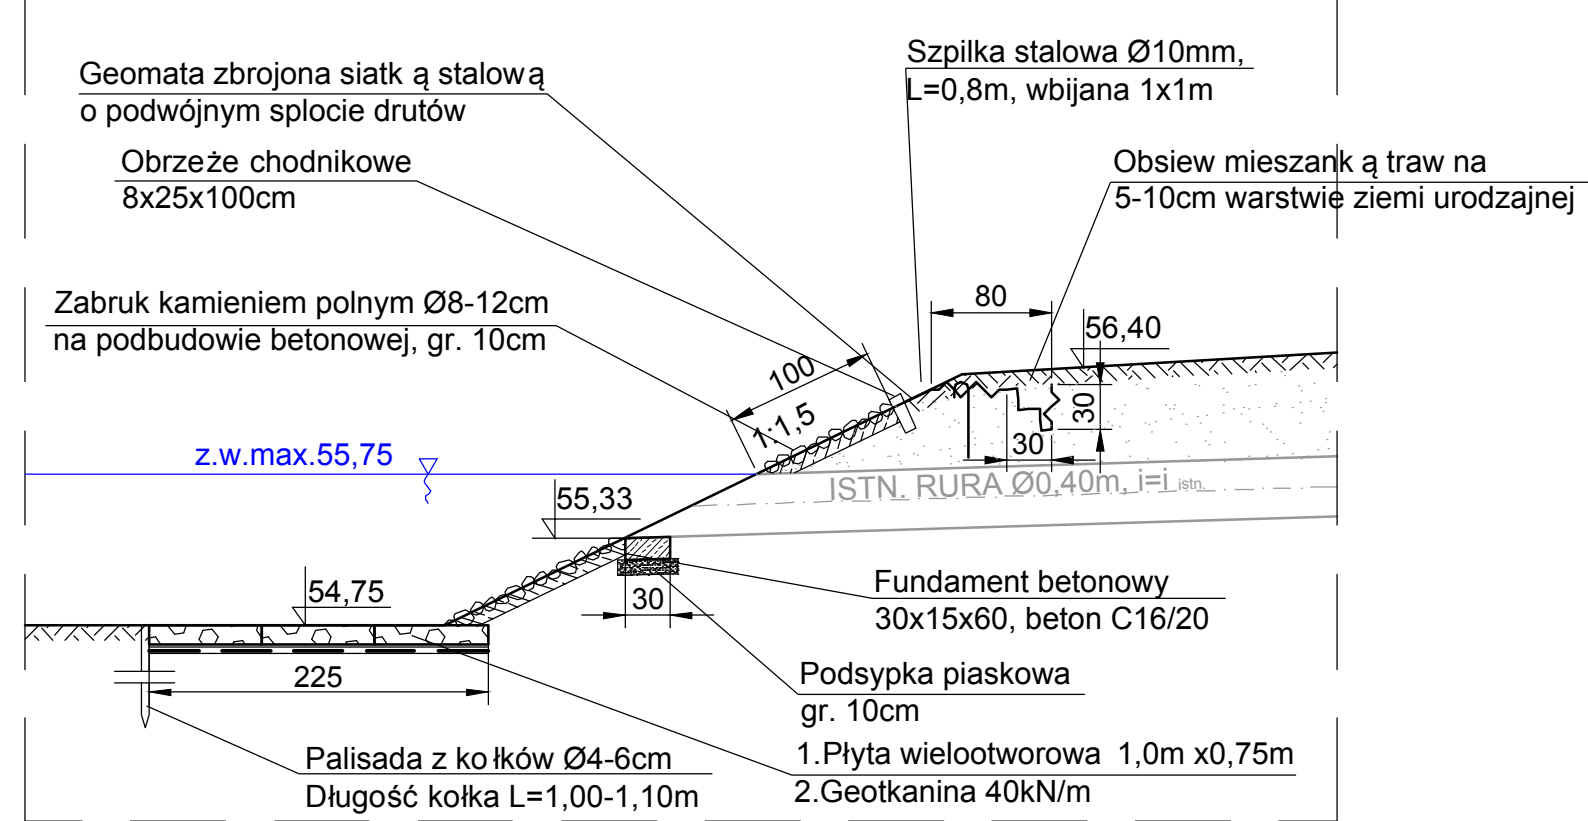 Geomata zbrojona siatk ą stalową
o podwójnym splocie drutów
Szpilka stalowa Ø10mm,
L=0,8m, wbijana 1x1m
Obrzeże chodnikowe
8x25x100cm
Obsiew mieszank ą traw na
5-10cm warstwie ziemi urodzajnej
Zabruk kamieniem polnym Ø8-12cm
na podbudowie betonowej, gr. 10cm
80
56,40
100
1:1,5
30
30
z.w.max.55,75
ISTN. RURA Ø0,40m, i=i istn.
55,33
54,75
30
Fundament betonowy
30x15x60, beton C16/20
225
Podsypka piaskowa
gr. 10cm
Palisada z ko łków Ø4-6cm
Długość kołka L=1,00-1,10m
1.Płyta wielootworowa 1,0m x0,75m
2.Geotkanina 40kN/m